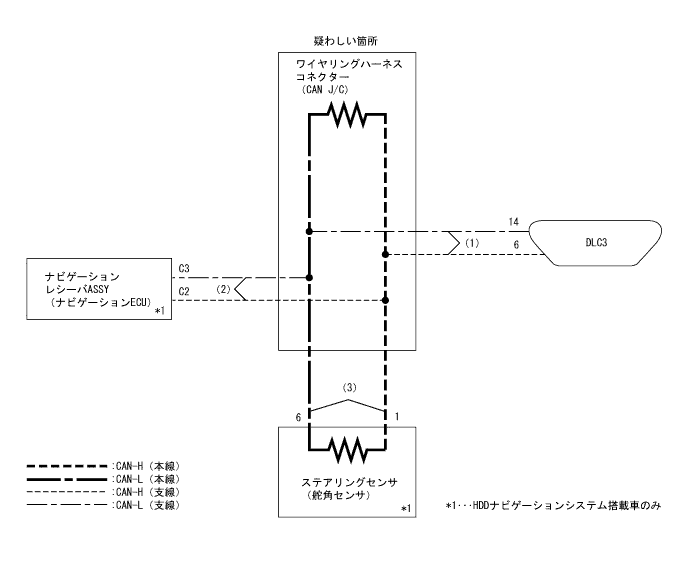 疑わしい箇所
ワイヤリングハーネス
コネクター
(CAN J/C)
14
6
(1)
DLC3
C3
C2
(2)
ナビゲーション
レシーバASSY
(ナビゲーションECU)
*1
(3)
6
1
ステアリングセンサ
(舵角センサ)
*1
:CAN-H (本線)
:CAN-L (本線)
:CAN-H (支線)
:CAN-L (支線)
*1・・・HDDナビゲーションシステム搭載車のみ